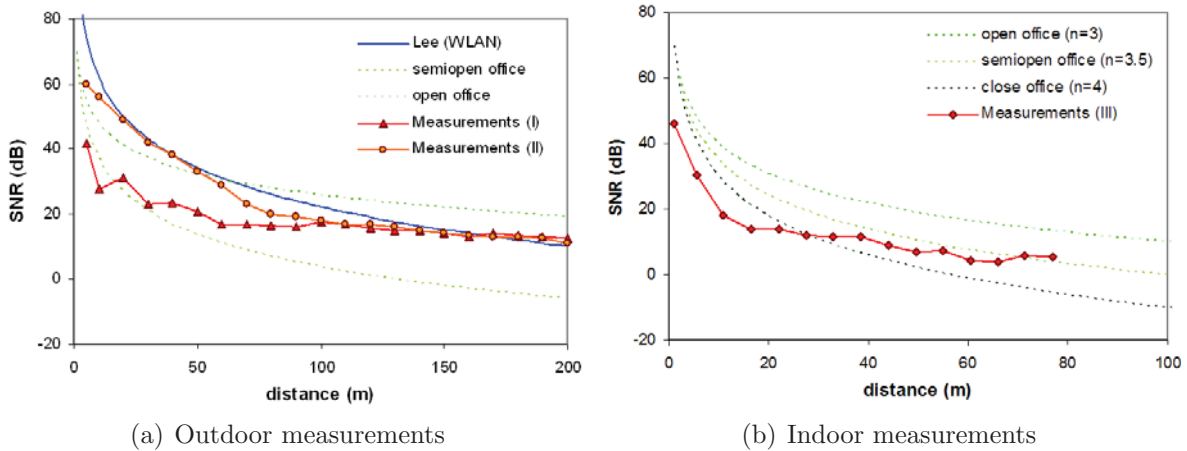 80
60
40
20
0
-20
SNR (dB)
0
50
100
150
200
distance (m)
Lee (WLAN)
semiopen office
open office
Measurements (I)
Measurements (II)
(a) Outdoor measurements
80
60
40
20
0
-20
SNR (dB)
0
20
40
60
80
100
distance (m)
open office (n=3)
semiopen office (n=3.5)
close office (n=4)
Measurements (III)
(b) Indoor measurements